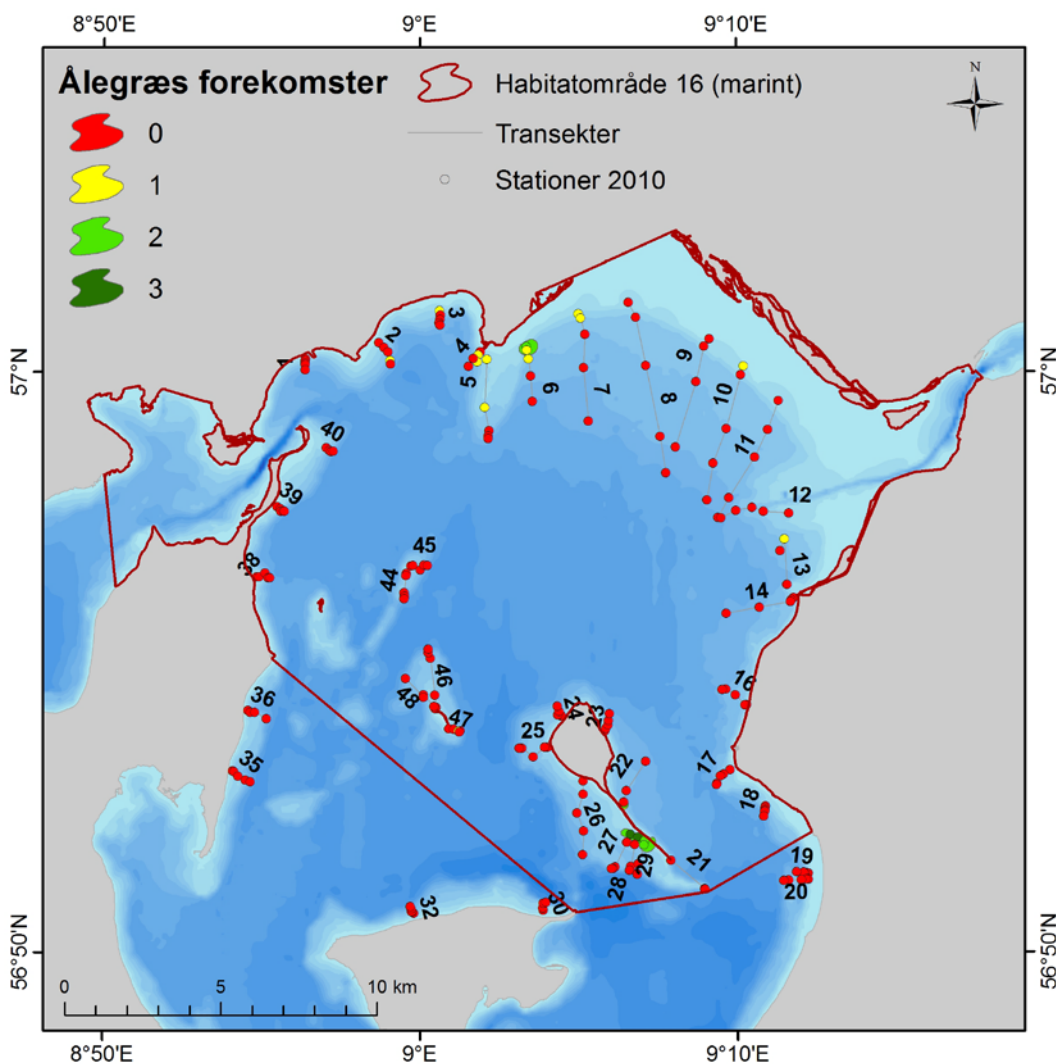 8°50'E
9°E
9°10'E
Ålegræs forekomster
0
1
2
3
Habitatområde 16 (marint)
Transekter
Stationer 2010
N
57°N
57°N
1
2
3
4
5
6
7
8
9
10
11
12
13
14
16
17
18
19
20
21
22
23
24
25
26
27
28
29
30
32
35
36
38
39
40
44
45
46
47
48
56°50'N
56°50'N
0
5
10 km
8°50'E
9°E
9°10'E